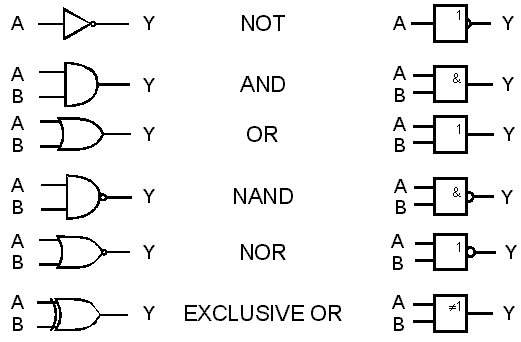 A Y NOT A 1 Y
A Y AND A & Y
B B
A Y OR A 1 Y
B B
A Y NAND A & Y
B B
A Y NOR A 1 Y
B B
A Y EXCLUSIVE OR A ≠1 Y
B B